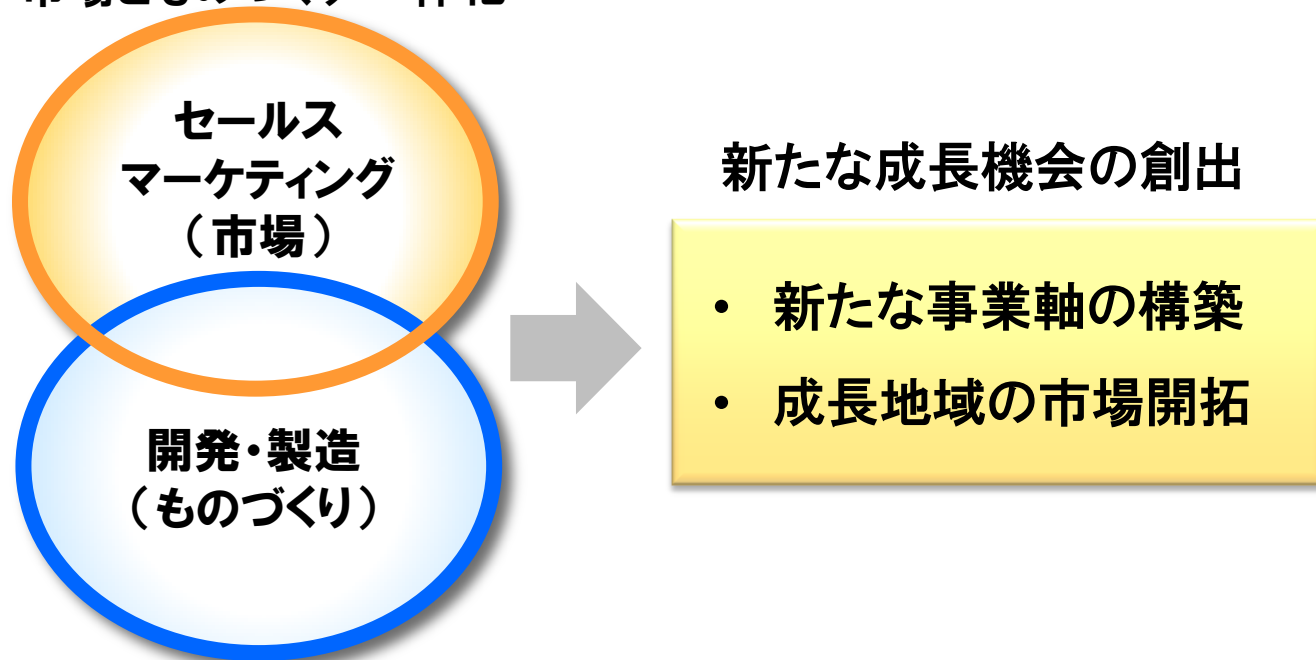 セールス
マーケティング
（市場）
開発・製造
（ものづくり）
新たな成長機会の創出
• 新たな事業軸の構築
• 成長地域の市場開拓